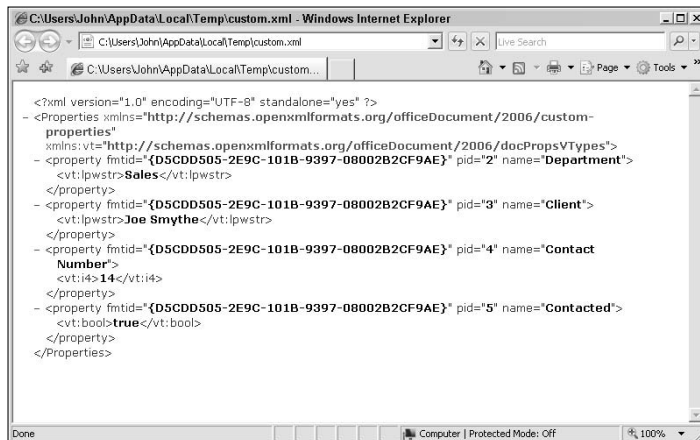 C:\Users\John\AppData\Local\Temp\custom.xml - Windows Internet Explorer
C:\Users\John\AppData\Local\Temp\custom.xml
Live Search
C:\Users\John\AppData\Local\Temp\custom...
Page
Tools
»
<?xml version="1.0" encoding="UTF-8" standalone="yes" ?>
- <Properties xmlns="http://schemas.openxmlformats.org/officeDocument/2006/custom-
properties"
xmlns:vt="http://schemas.openxmlformats.org/officeDocument/2006/docPropsVTypes">
- <property fmtid="{D5CDD505-2E9C-101B-9397-08002B2CF9AE}" pid="2" name="Department">
<vt:lpwstr>Sales</vt:lpwstr>
</property>
- <property fmtid="{D5CDD505-2E9C-101B-9397-08002B2CF9AE}" pid="3" name="Client">
<vt:lpwstr>Joe Smythe</vt:lpwstr>
</property>
- <property fmtid="{D5CDD505-2E9C-101B-9397-08002B2CF9AE}" pid="4" name="Contact
Number">
<vt:i4>14</vt:i4>
</property>
- <property fmtid="{D5CDD505-2E9C-101B-9397-08002B2CF9AE}" pid="5" name="Contacted">
<vt:bool>true</vt:bool>
</property>
</Properties>
Done
Computer | Protected Mode: Off
100%